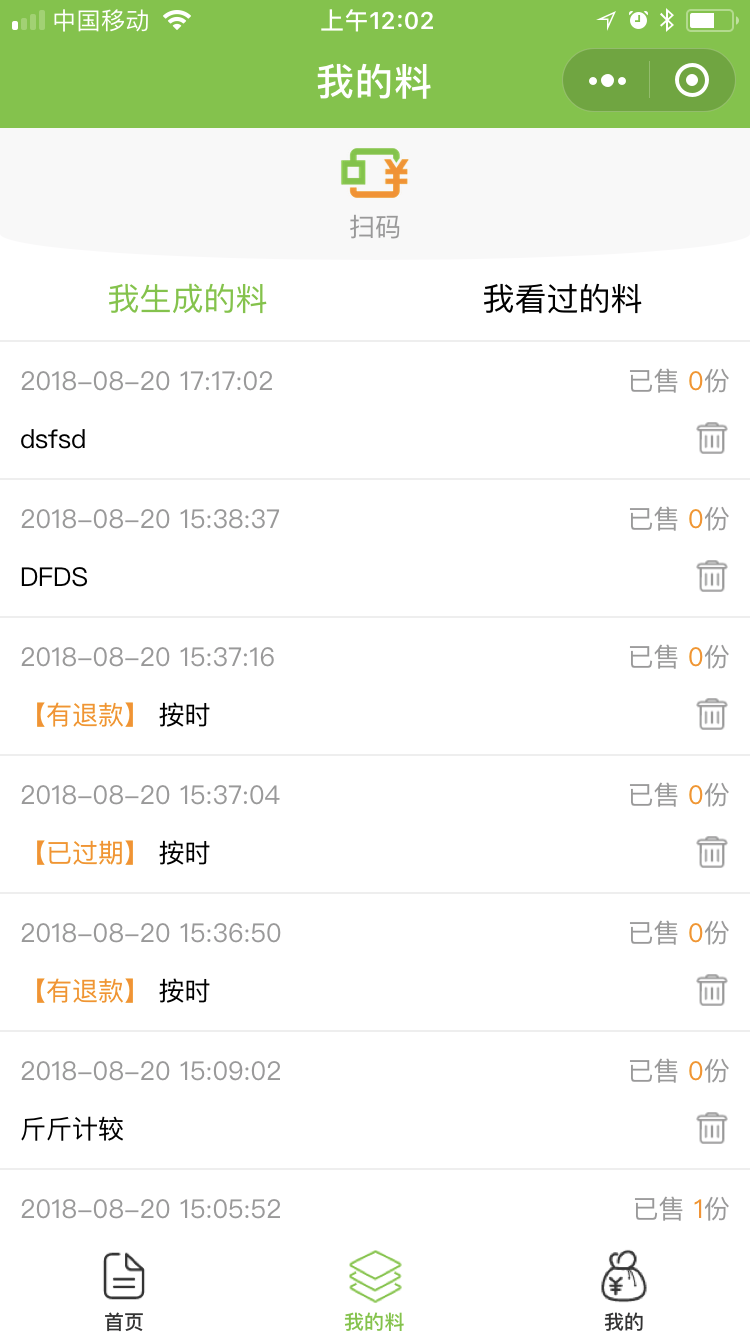 中国移动 上午12:02
我的料
扫码
我生成的料 我看过的料
2018-08-20 17:17:02 已售 0份
dsfsd
2018-08-20 15:38:37 已售 0份
DFDS
2018-08-20 15:37:16 已售 0份
【有退款】 按时
2018-08-20 15:37:04 已售 0份
【已过期】 按时
2018-08-20 15:36:50 已售 0份
【有退款】 按时
2018-08-20 15:09:02 已售 0份
斤斤计较
2018-08-20 15:05:52 已售 1份
首页 我的料 我的